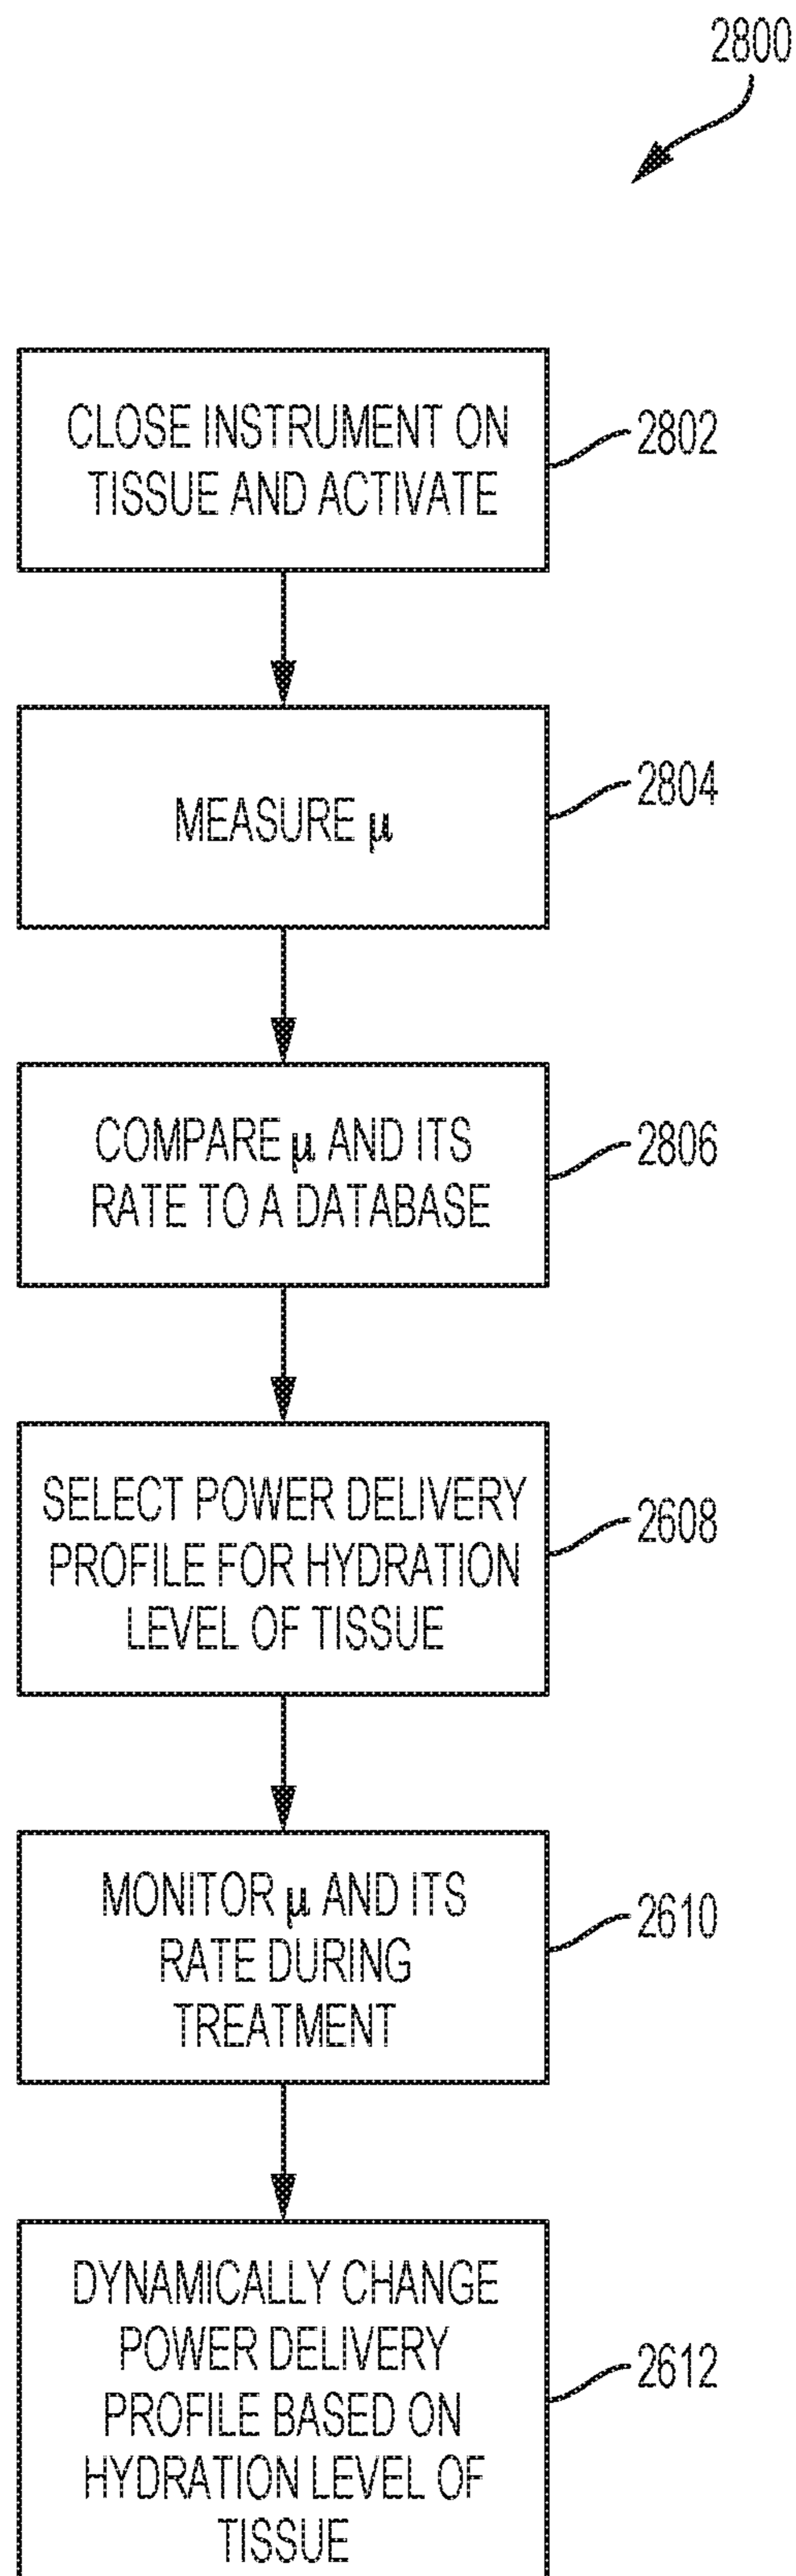 2800
CLOSE INSTRUMENT ON
TISSUE AND ACTIVATE
2802
MEASURE μ
2804
COMPARE μ AND ITS
RATE TO A DATABASE
2806
SELECT POWER DELIVERY
PROFILE FOR HYDRATION
LEVEL OF TISSUE
2608
MONITOR μ AND ITS
RATE DURING
TREATMENT
2610
DYNAMICALLY CHANGE
POWER DELIVERY
PROFILE BASED ON
HYDRATION LEVEL OF
TISSUE
2612